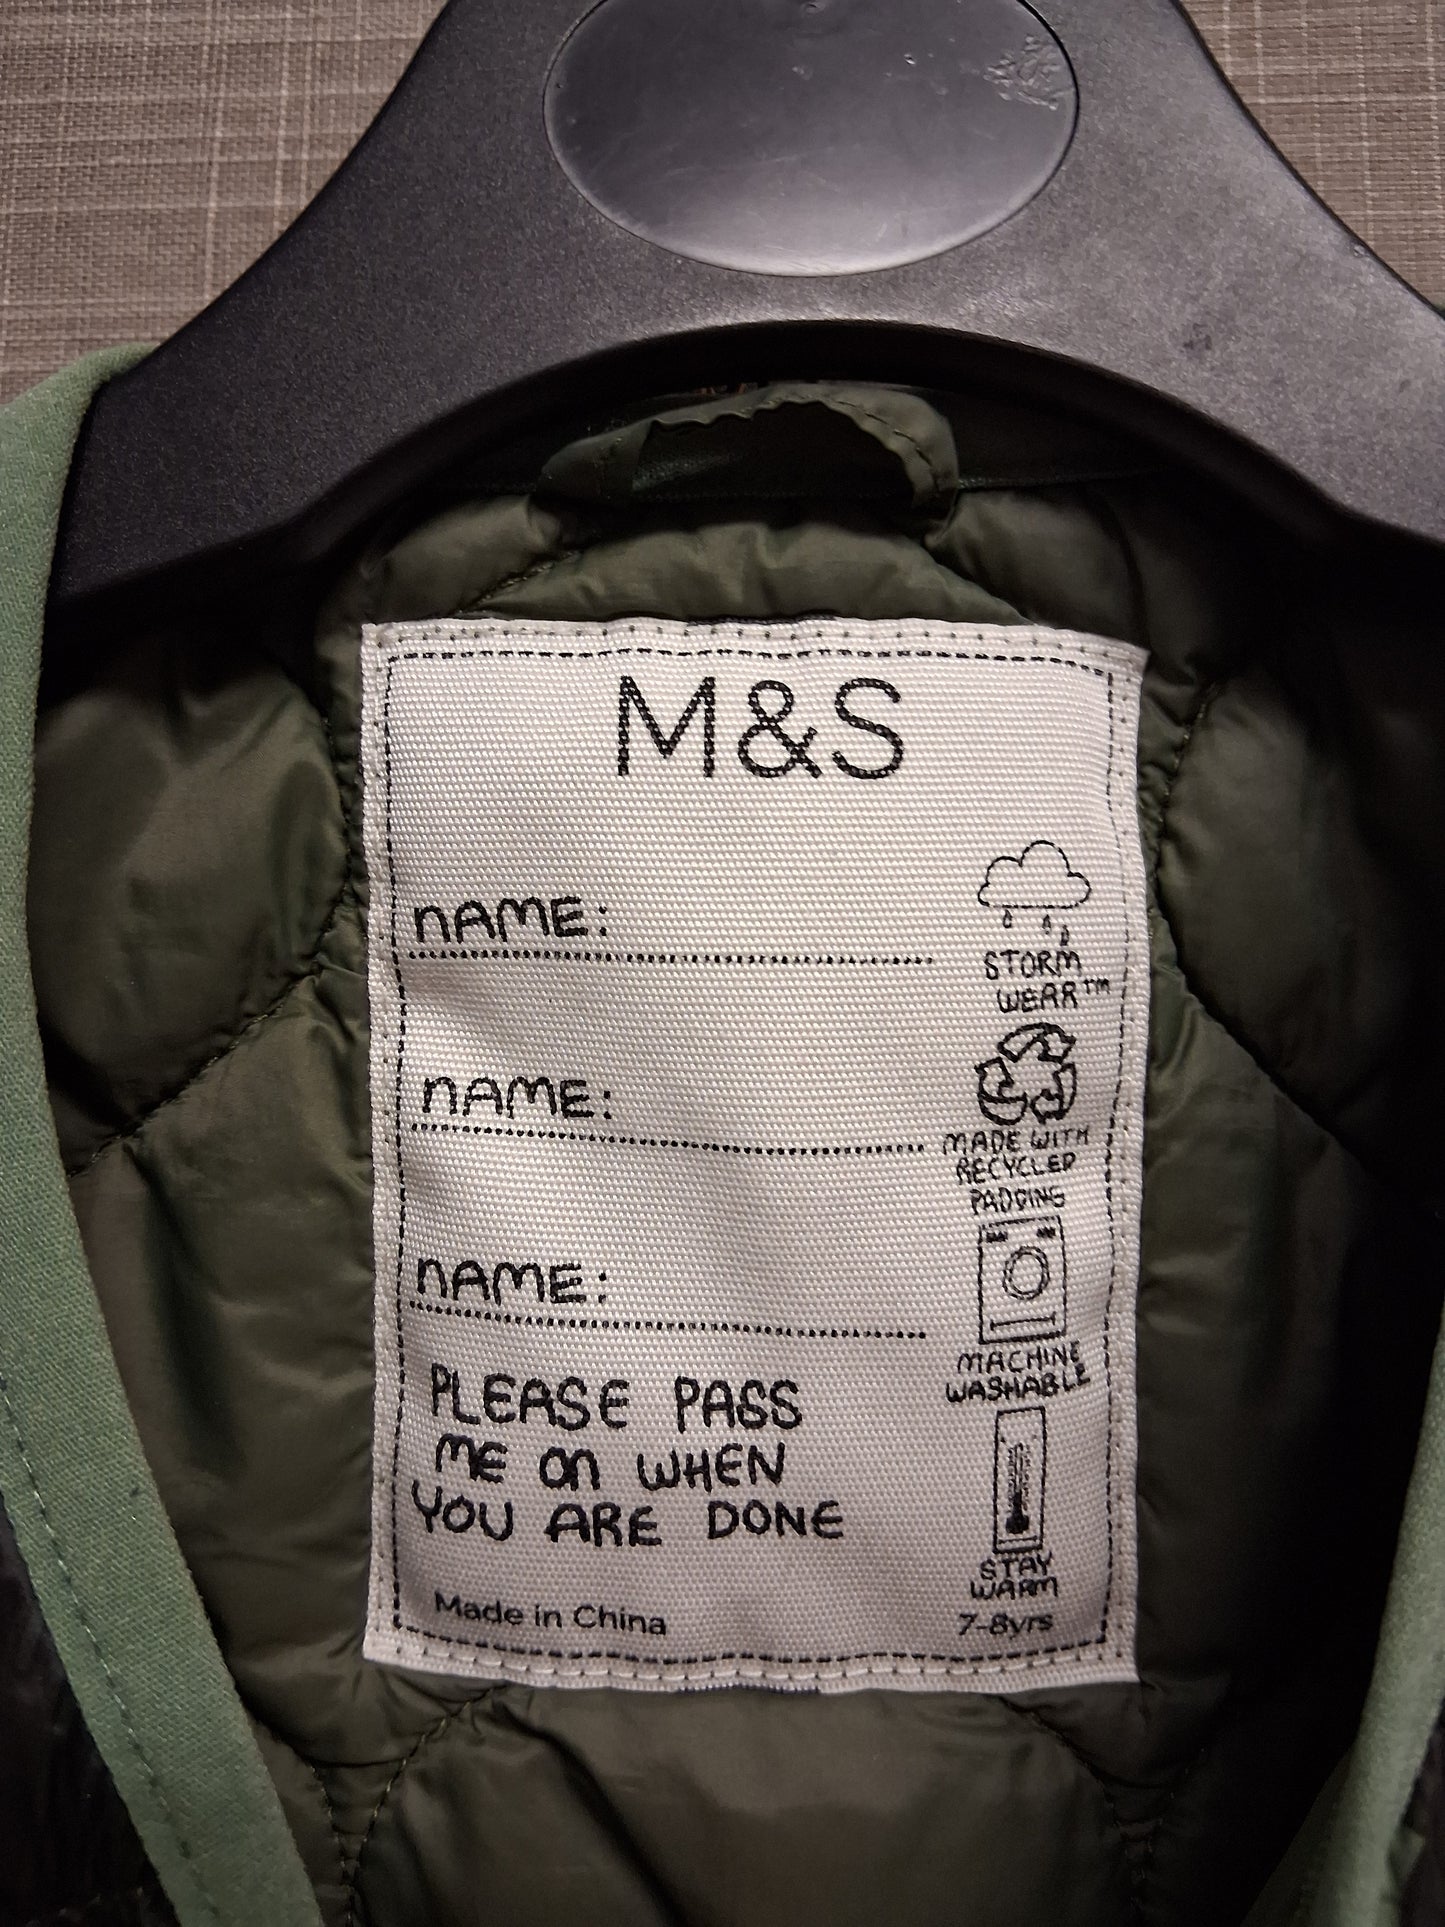 M&S
NAME:
NAME:
NAME:
PLEASE PASS
ME ON WHEN
YOU ARE DONE
Made in China
STORM
WEAR™
MADE WITH
RECYCLED
PADDING
MACHINE
WASHABLE
STAY
WARM
7-8yrs